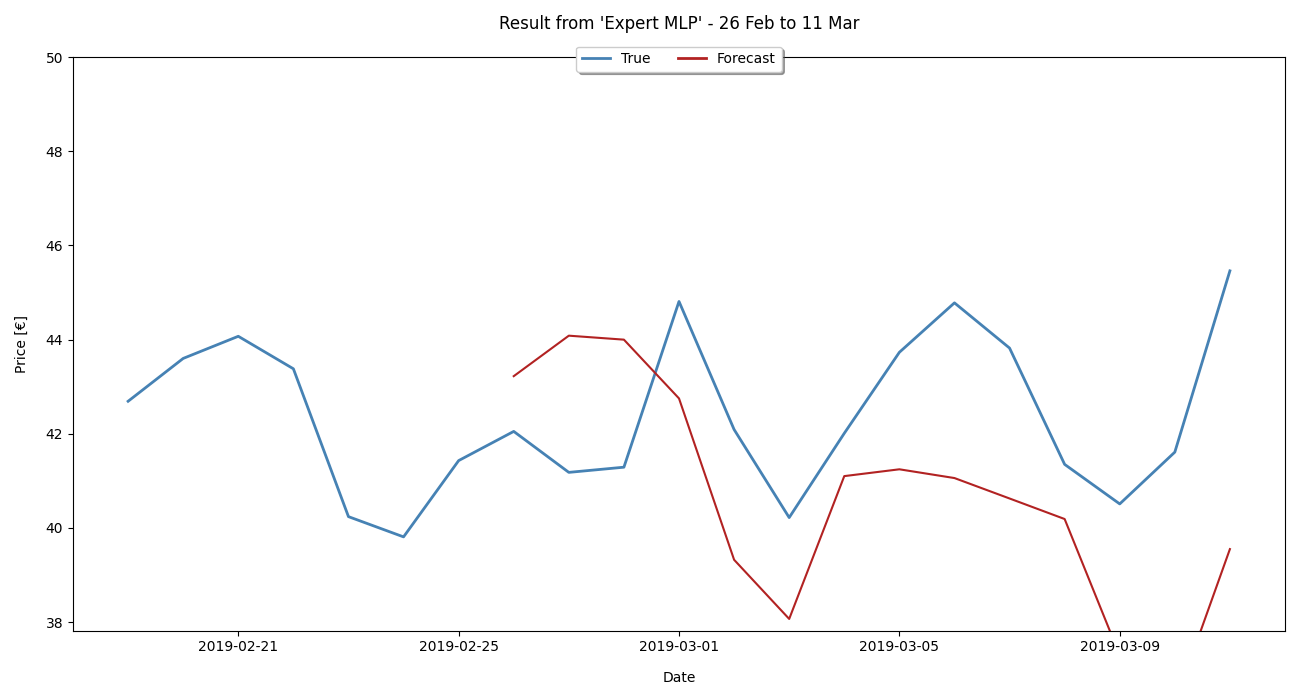 Result from 'Expert MLP' - 26 Feb to 11 Mar
True Forecast
50
48
46
44
42
40
38
Price [€]
2019-02-21 2019-02-25 2019-03-01 2019-03-05 2019-03-09
Date